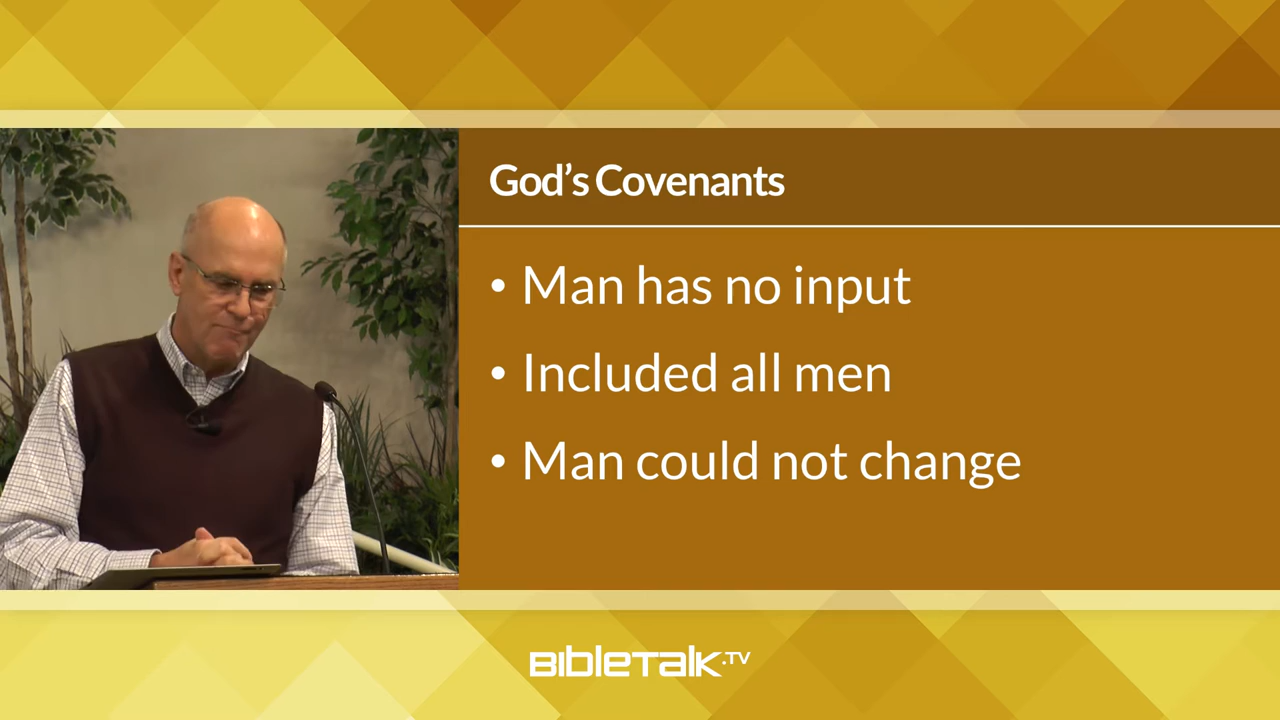 God’s Covenants
• Man has no input
• Included all men
• Man could not change
BibleTalk.TV